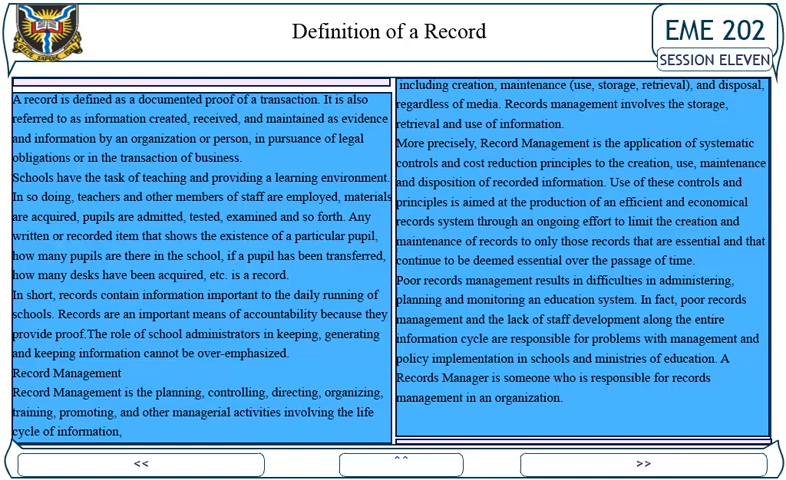 Definition of a Record
EME 202
SESSION ELEVEN
A record is defined as a documented proof of a transaction. It is also
referred to as information created, received, and maintained as evidence
and information by an organization or person, in pursuance of legal
obligations or in the transaction of business.
Schools have the task of teaching and providing a learning environment.
In so doing, teachers and other members of staff are employed, materials
are acquired, pupils are admitted, tested, examined and so forth. Any
written or recorded item that shows the existence of a particular pupil,
how many pupils are there in the school, if a pupil has been transferred,
how many desks have been acquired, etc. is a record.
In short, records contain information important to the daily running of
schools. Records are an important means of accountability because they
provide proof.The role of school administrators in keeping, generating
and keeping information cannot be over-emphasized.
Record Management
Record Management is the planning, controlling, directing, organizing,
training, promoting, and other managerial activities involving the life
cycle of information,
including creation, maintenance (use, storage, retrieval), and disposal,
regardless of media. Records management involves the storage,
retrieval and use of information.
More precisely, Record Management is the application of systematic
controls and cost reduction principles to the creation, use, maintenance
and disposition of recorded information. Use of these controls and
principles is aimed at the production of an efficient and economical
records system through an ongoing effort to limit the creation and
maintenance of records to only those records that are essential and that
continue to be deemed essential over the passage of time.
Poor records management results in difficulties in administering,
planning and monitoring an education system. In fact, poor records
management and the lack of staff development along the entire
information cycle are responsible for problems with management and
policy implementation in schools and ministries of education. A
Records Manager is someone who is responsible for records
management in an organization.
<<
^^
>>